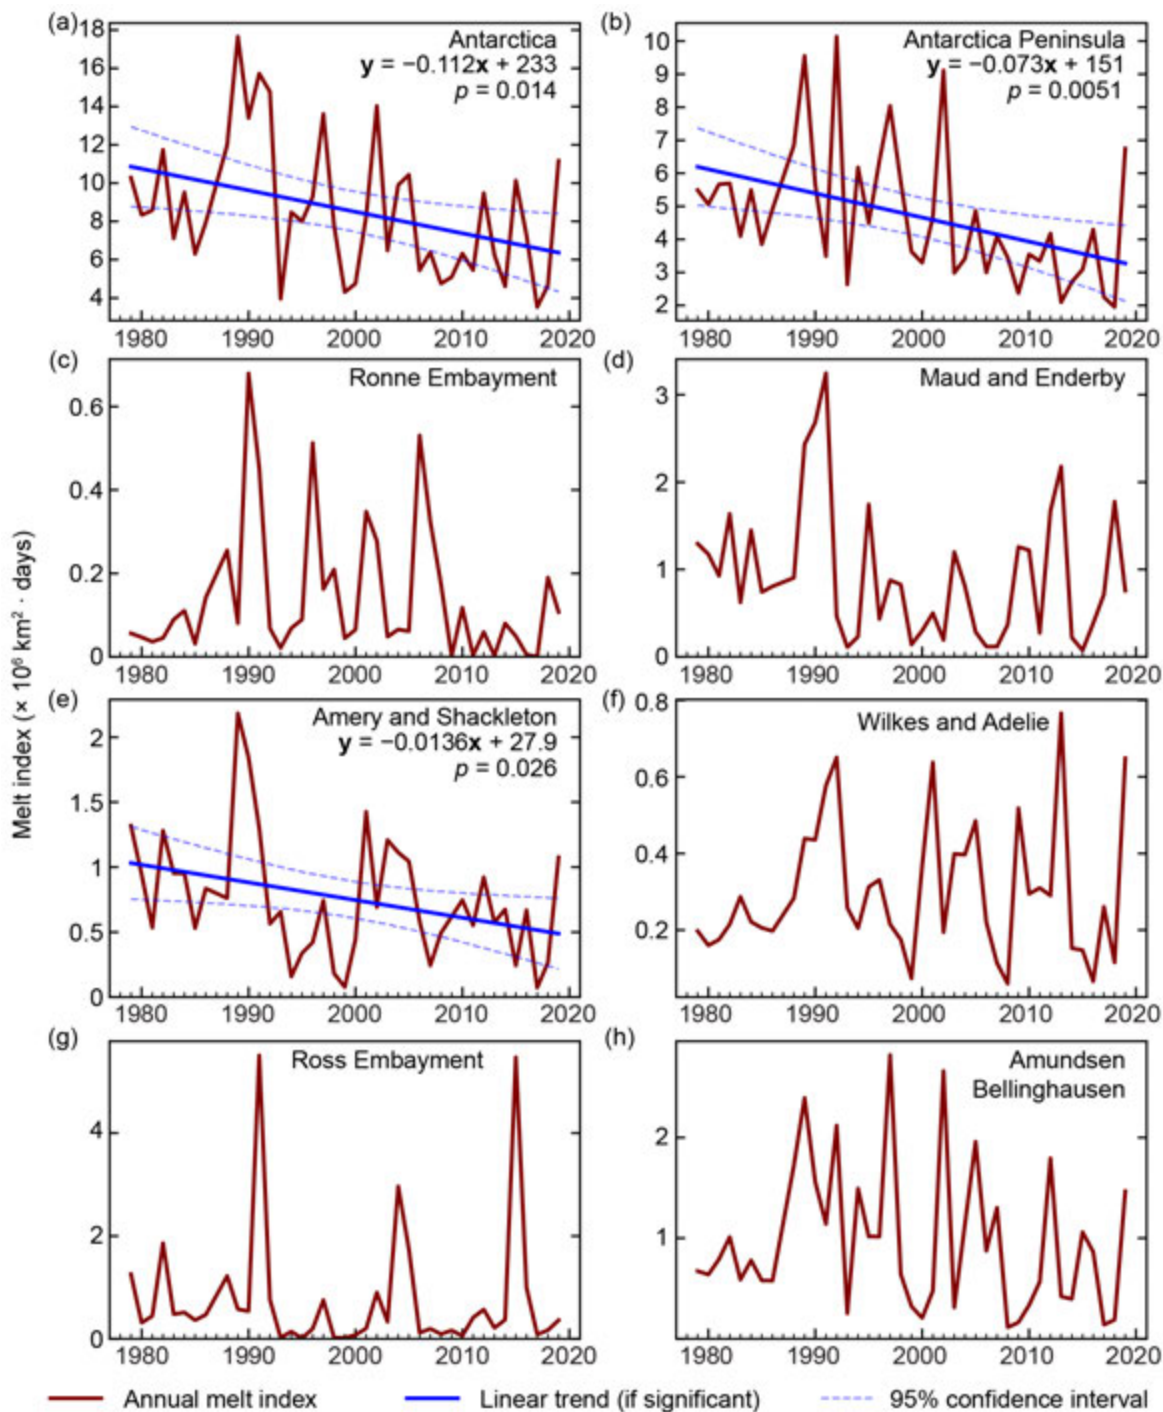 (a)
18
16
14
12
10
8
6
4
1980 1990 2000 2010 2020
Antarctica
y = −0.112x + 233
p = 0.014
(b)
10
9
8
7
6
5
4
3
2
1980 1990 2000 2010 2020
Antarctica Peninsula
y = −0.073x + 151
p = 0.0051
(c)
0.6
0.4
0.2
0
1980 1990 2000 2010 2020
Ronne Embayment
(d)
3
2
1
0
1980 1990 2000 2010 2020
Maud and Enderby
Melt index (× 10⁶ km² · days)
(e)
2
1.5
1
0.5
0
1980 1990 2000 2010 2020
Amery and Shackleton
y = −0.0136x + 27.9
p = 0.026
(f)
0.8
0.6
0.4
0.2
1980 1990 2000 2010 2020
Wilkes and Adelie
(g)
4
2
0
1980 1990 2000 2010 2020
Ross Embayment
(h)
2
1
1980 1990 2000 2010 2020
Amundsen
Bellinghausen
Annual melt index Linear trend (if significant) 95% confidence interval